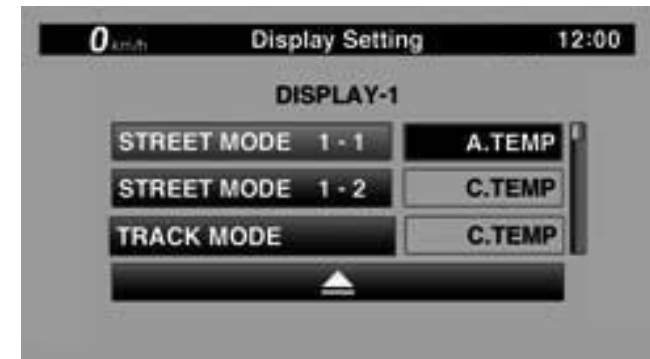 0 km/h Display Setting 12:00
DISPLAY-1
STREET MODE 1 - 1 A.TEMP
STREET MODE 1 - 2 C.TEMP
TRACK MODE C.TEMP